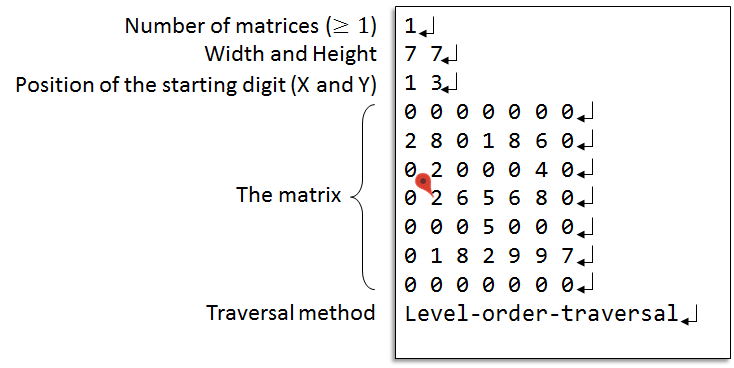 Number of matrices (≥ 1) 1↲
Width and Height 7 7↲
Position of the starting digit (X and Y) 1 3↲
0 0 0 0 0 0 0↲
2 8 0 1 8 6 0↲
0 2 0 0 0 4 0↲
The matrix 0 2 6 5 6 8 0↲
0 0 0 5 0 0 0↲
0 1 8 2 9 9 7↲
0 0 0 0 0 0 0↲
Traversal method Level-order-traversal↲